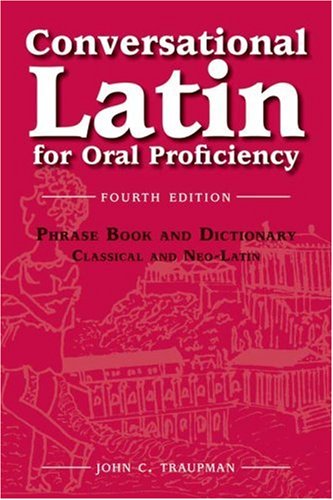 Conversational
Latin
for Oral Proficiency
FOURTH EDITION
PHRASE BOOK AND DICTIONARY
CLASSICAL AND NEO-LATIN
JOHN C. TRAUPMAN